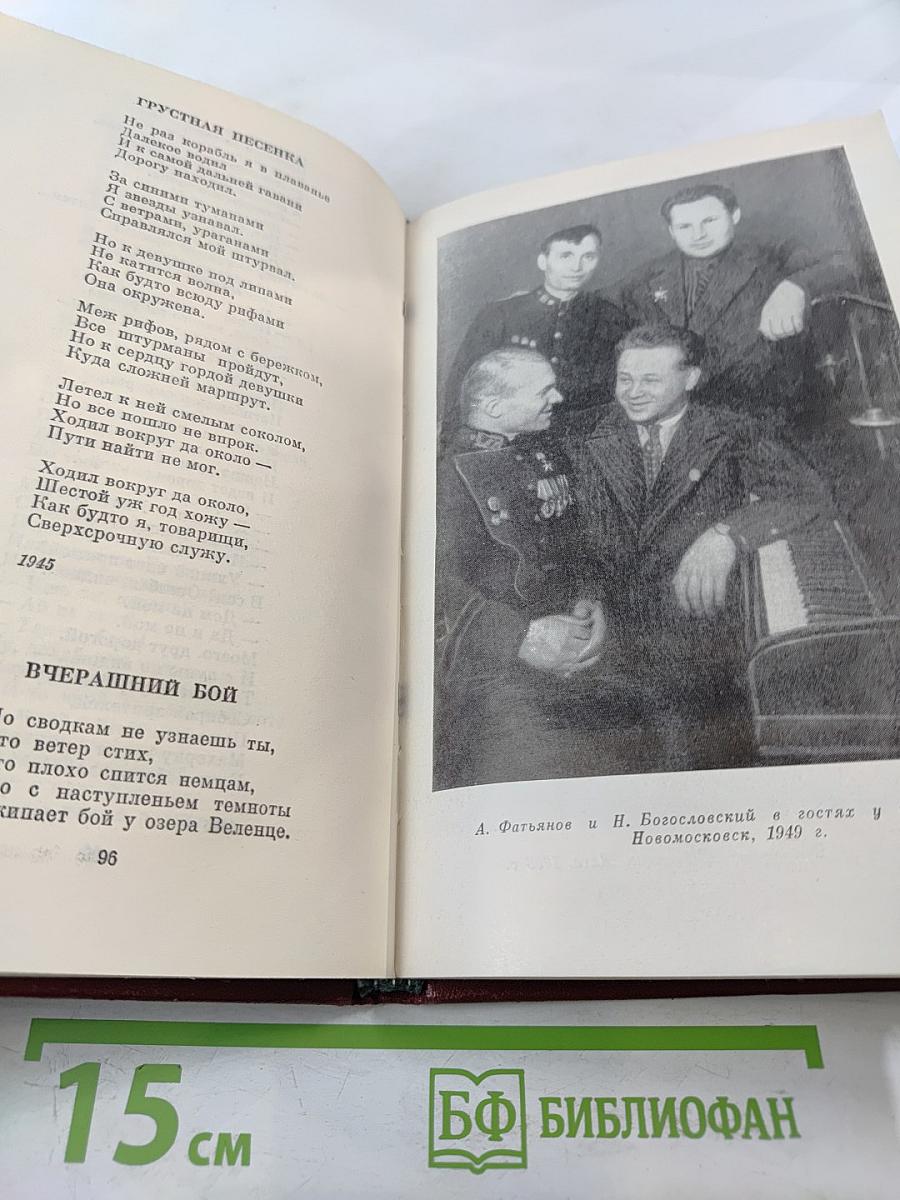 ГРУСТНАЯ ПЕСЕНКА
Не раз корабль я в плаванье
Далекое водил
И к самой дальней гавани
Дорогу находил.
За синими туманами
Я звезды узнавал.
С ветрами, ураганами
Справлялся мой штурвал.
Но к девушке под липами
Не катится волна,
Как будто всюду рифами
Она окружена.
Меж рифов, рядом с бережком,
Все штурманы пройдут,
Но к сердцу гордой девушки
Куда сложней маршрут.
Летел к ней смелым соколом,
Но все пошло не впрок.
Ходил вокруг да около —
Пути найти не мог.
Ходил вокруг да около,
Шестой уж год хожу —
Как будто я, товарищи,
Сверхсрочную служу.
1945
ВЧЕРАШНИЙ БОЙ
о сводкам не узнаешь ты,
то ветер стих,
го плохо спится немцам,
о с наступленьем темноты
кипает бой у озера Веленце.
96
А. Фатьянов и Н. Богословский в гостях у
Новомосковск, 1949 г.
15 см
БФ БИБЛИОФАН